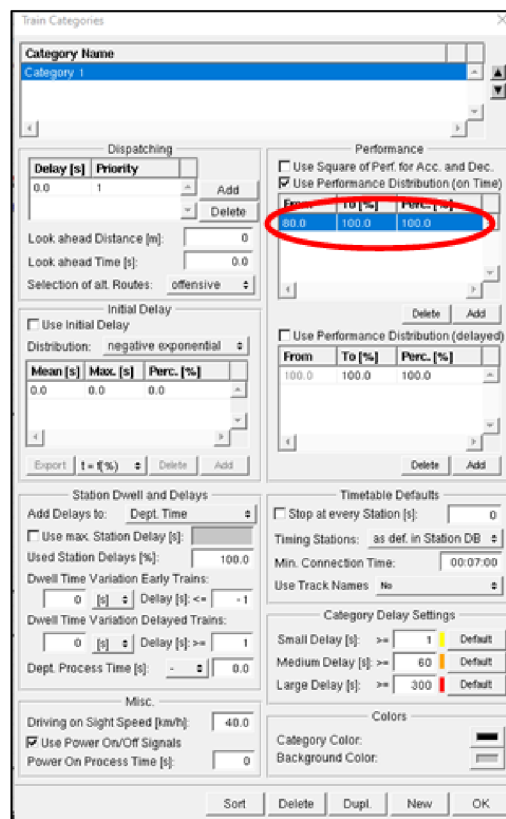 Train Categories
Category Name
Category 1
Dispatching
Delay [s] Priority
0.0 1
Add
Delete
Look ahead Distance [m]: 0
Look ahead Time [s]: 0.0
Selection of alt. Routes: offensive
Initial Delay
Use Initial Delay
Distribution: negative exponential
Mean [s] Max. [s] Perc. [%]
0.0 0.0 0.0
Export t = f(%) Delete Add
Station Dwell and Delays
Add Delays to: Dept. Time
Use max. Station Delay [s]:
Used Station Delays [%]: 100.0
Dwell Time Variation Early Trains:
0 [s] Delay [s]: <= -1
Dwell Time Variation Delayed Trains:
0 [s] Delay [s]: >= 1
Dept. Process Time [s]: - 0.0
Misc.
Driving on Sight Speed [km/h]: 40.0
Use Power On/Off Signals
Power On Process Time [s]: 0
Performance
Use Square of Perf. for Acc. and Dec.
Use Performance Distribution (on Time)
From To [%] Perc. [%]
80.0 100.0 100.0
Delete Add
Use Performance Distribution (delayed)
From To [%] Perc. [%]
100.0 100.0 100.0
Delete Add
Timetable Defaults
Stop at every Station [s]: 0
Timing Stations: as def. in Station DB
Min. Connection Time: 00:07:00
Use Track Names No
Category Delay Settings
Small Delay [s]: >= 1 Default
Medium Delay [s]: >= 60 Default
Large Delay [s]: >= 300 Default
Colors
Category Color:
Background Color:
Sort Delete Dupl. New OK